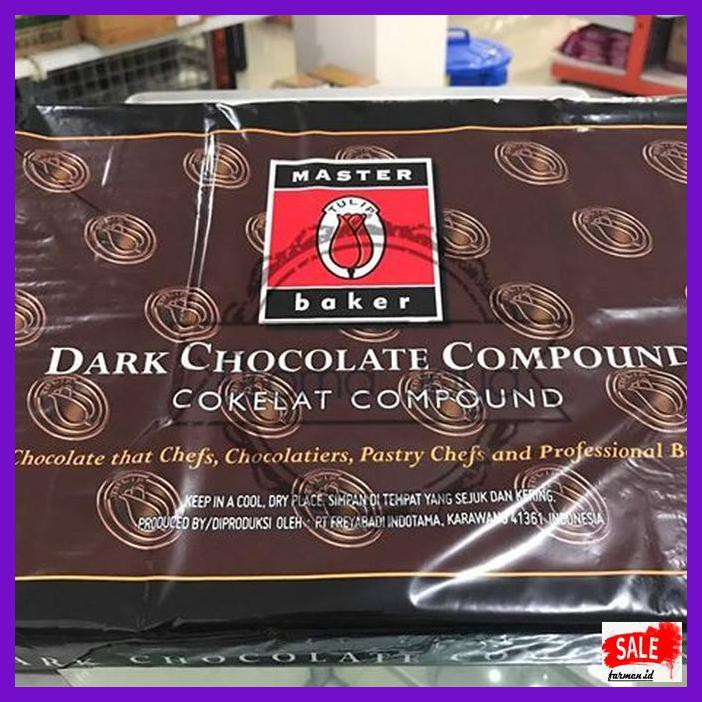 MASTER
TULIP
baker
DARK CHOCOLATE COMPOUND
COKELAT COMPOUND
Chocolate that Chefs, Chocolatiers, Pastry Chefs and Professional
KEEP IN A COOL, DRY PLACE. SIMPAN DI TEMPAT YANG SEJUK DAN KERING.
PRODUCED BY/DIPRODUKSI OLEH : PT FREYABADI INDOTAMA, KARAWANG 41361, INDONESIA
DARK CHOCOLATE
SALE
farmen.id